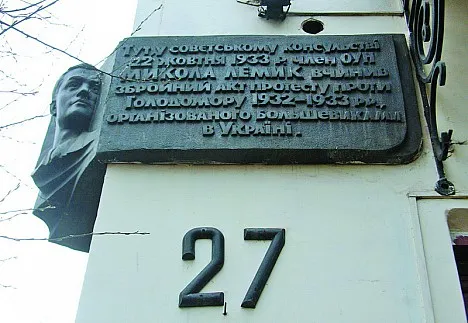 Тут у совєтському консульстві
22 жовтня 1933 р. член ОУН
Микола Лемик вчинив
збройний акт протесту проти
Голодомору 1932-1933 рр.,
організованого большевиками
в Україні.
27